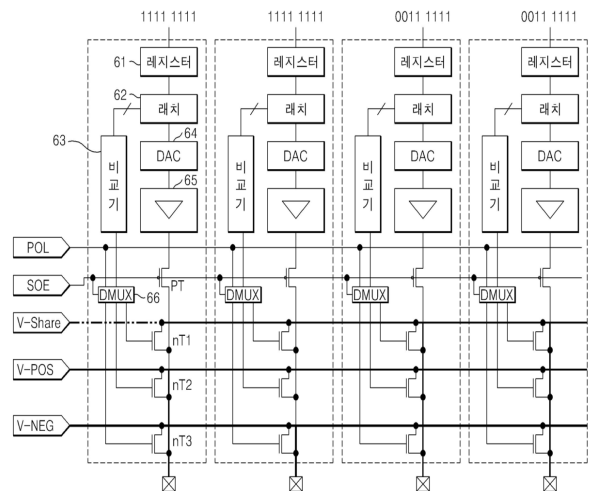 1111 1111 1111 1111 0011 1111 0011 1111
61 레지스터 레지스터 레지스터 레지스터
62 래치 래치 래치 래치
63 비교기 64 DAC 비교기 DAC 비교기 DAC 비교기 DAC
65
POL
SOE PT
DMUX 66 DMUX DMUX DMUX
V-Share
nT1
V-POS
nT2
V-NEG
nT3